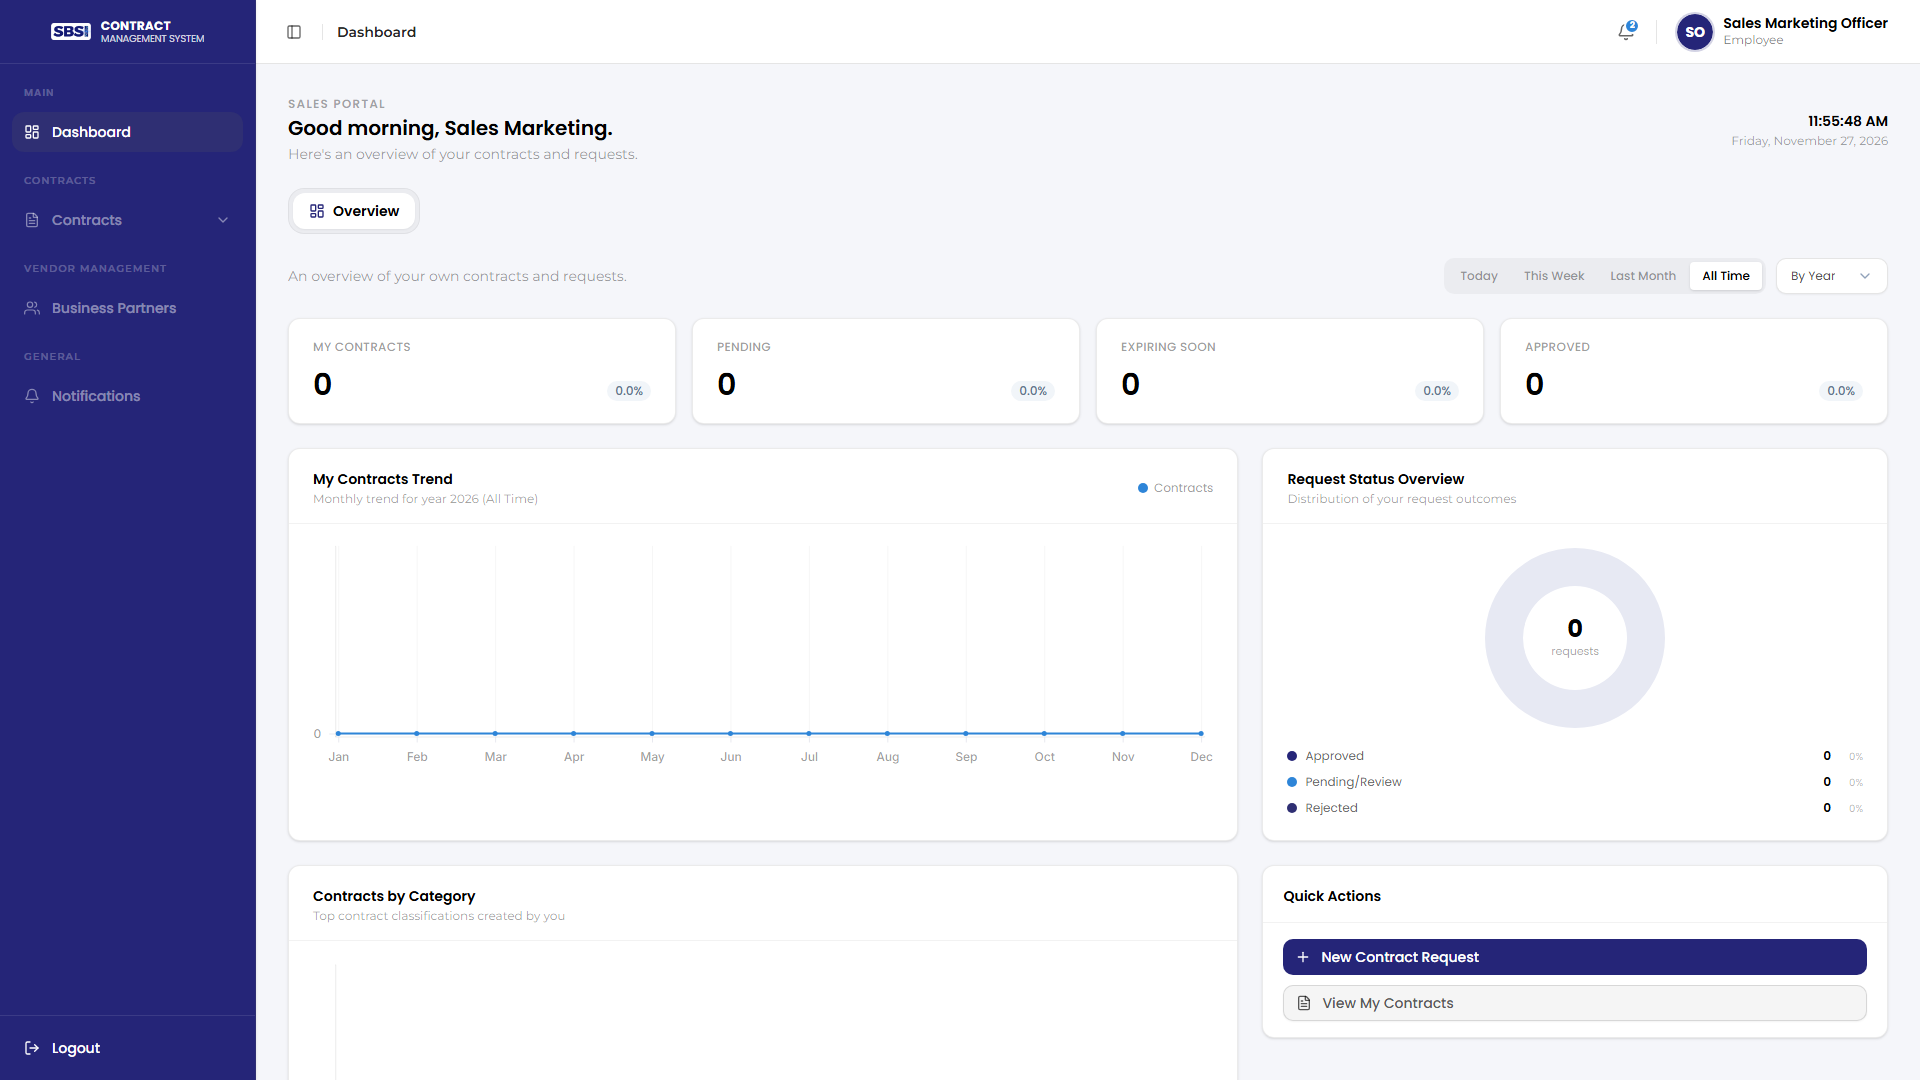 SBSI CONTRACT
MANAGEMENT SYSTEM
MAIN
Dashboard
CONTRACTS
Contracts
VENDOR MANAGEMENT
Business Partners
GENERAL
Notifications
Logout
Dashboard
2
SO
Sales Marketing Officer
Employee
SALES PORTAL
Good morning, Sales Marketing.
Here's an overview of your contracts and requests.
11:55:48 AM
Friday, November 27, 2026
Overview
An overview of your own contracts and requests.
Today This Week Last Month All Time By Year
MY CONTRACTS
0
0.0%
PENDING
0
0.0%
EXPIRING SOON
0
0.0%
APPROVED
0
0.0%
My Contracts Trend
Monthly trend for year 2026 (All Time)
Contracts
0
Jan Feb Mar Apr May Jun Jul Aug Sep Oct Nov Dec
Request Status Overview
Distribution of your request outcomes
0
requests
Approved 0 0%
Pending/Review 0 0%
Rejected 0 0%
Contracts by Category
Top contract classifications created by you
Quick Actions
New Contract Request
View My Contracts